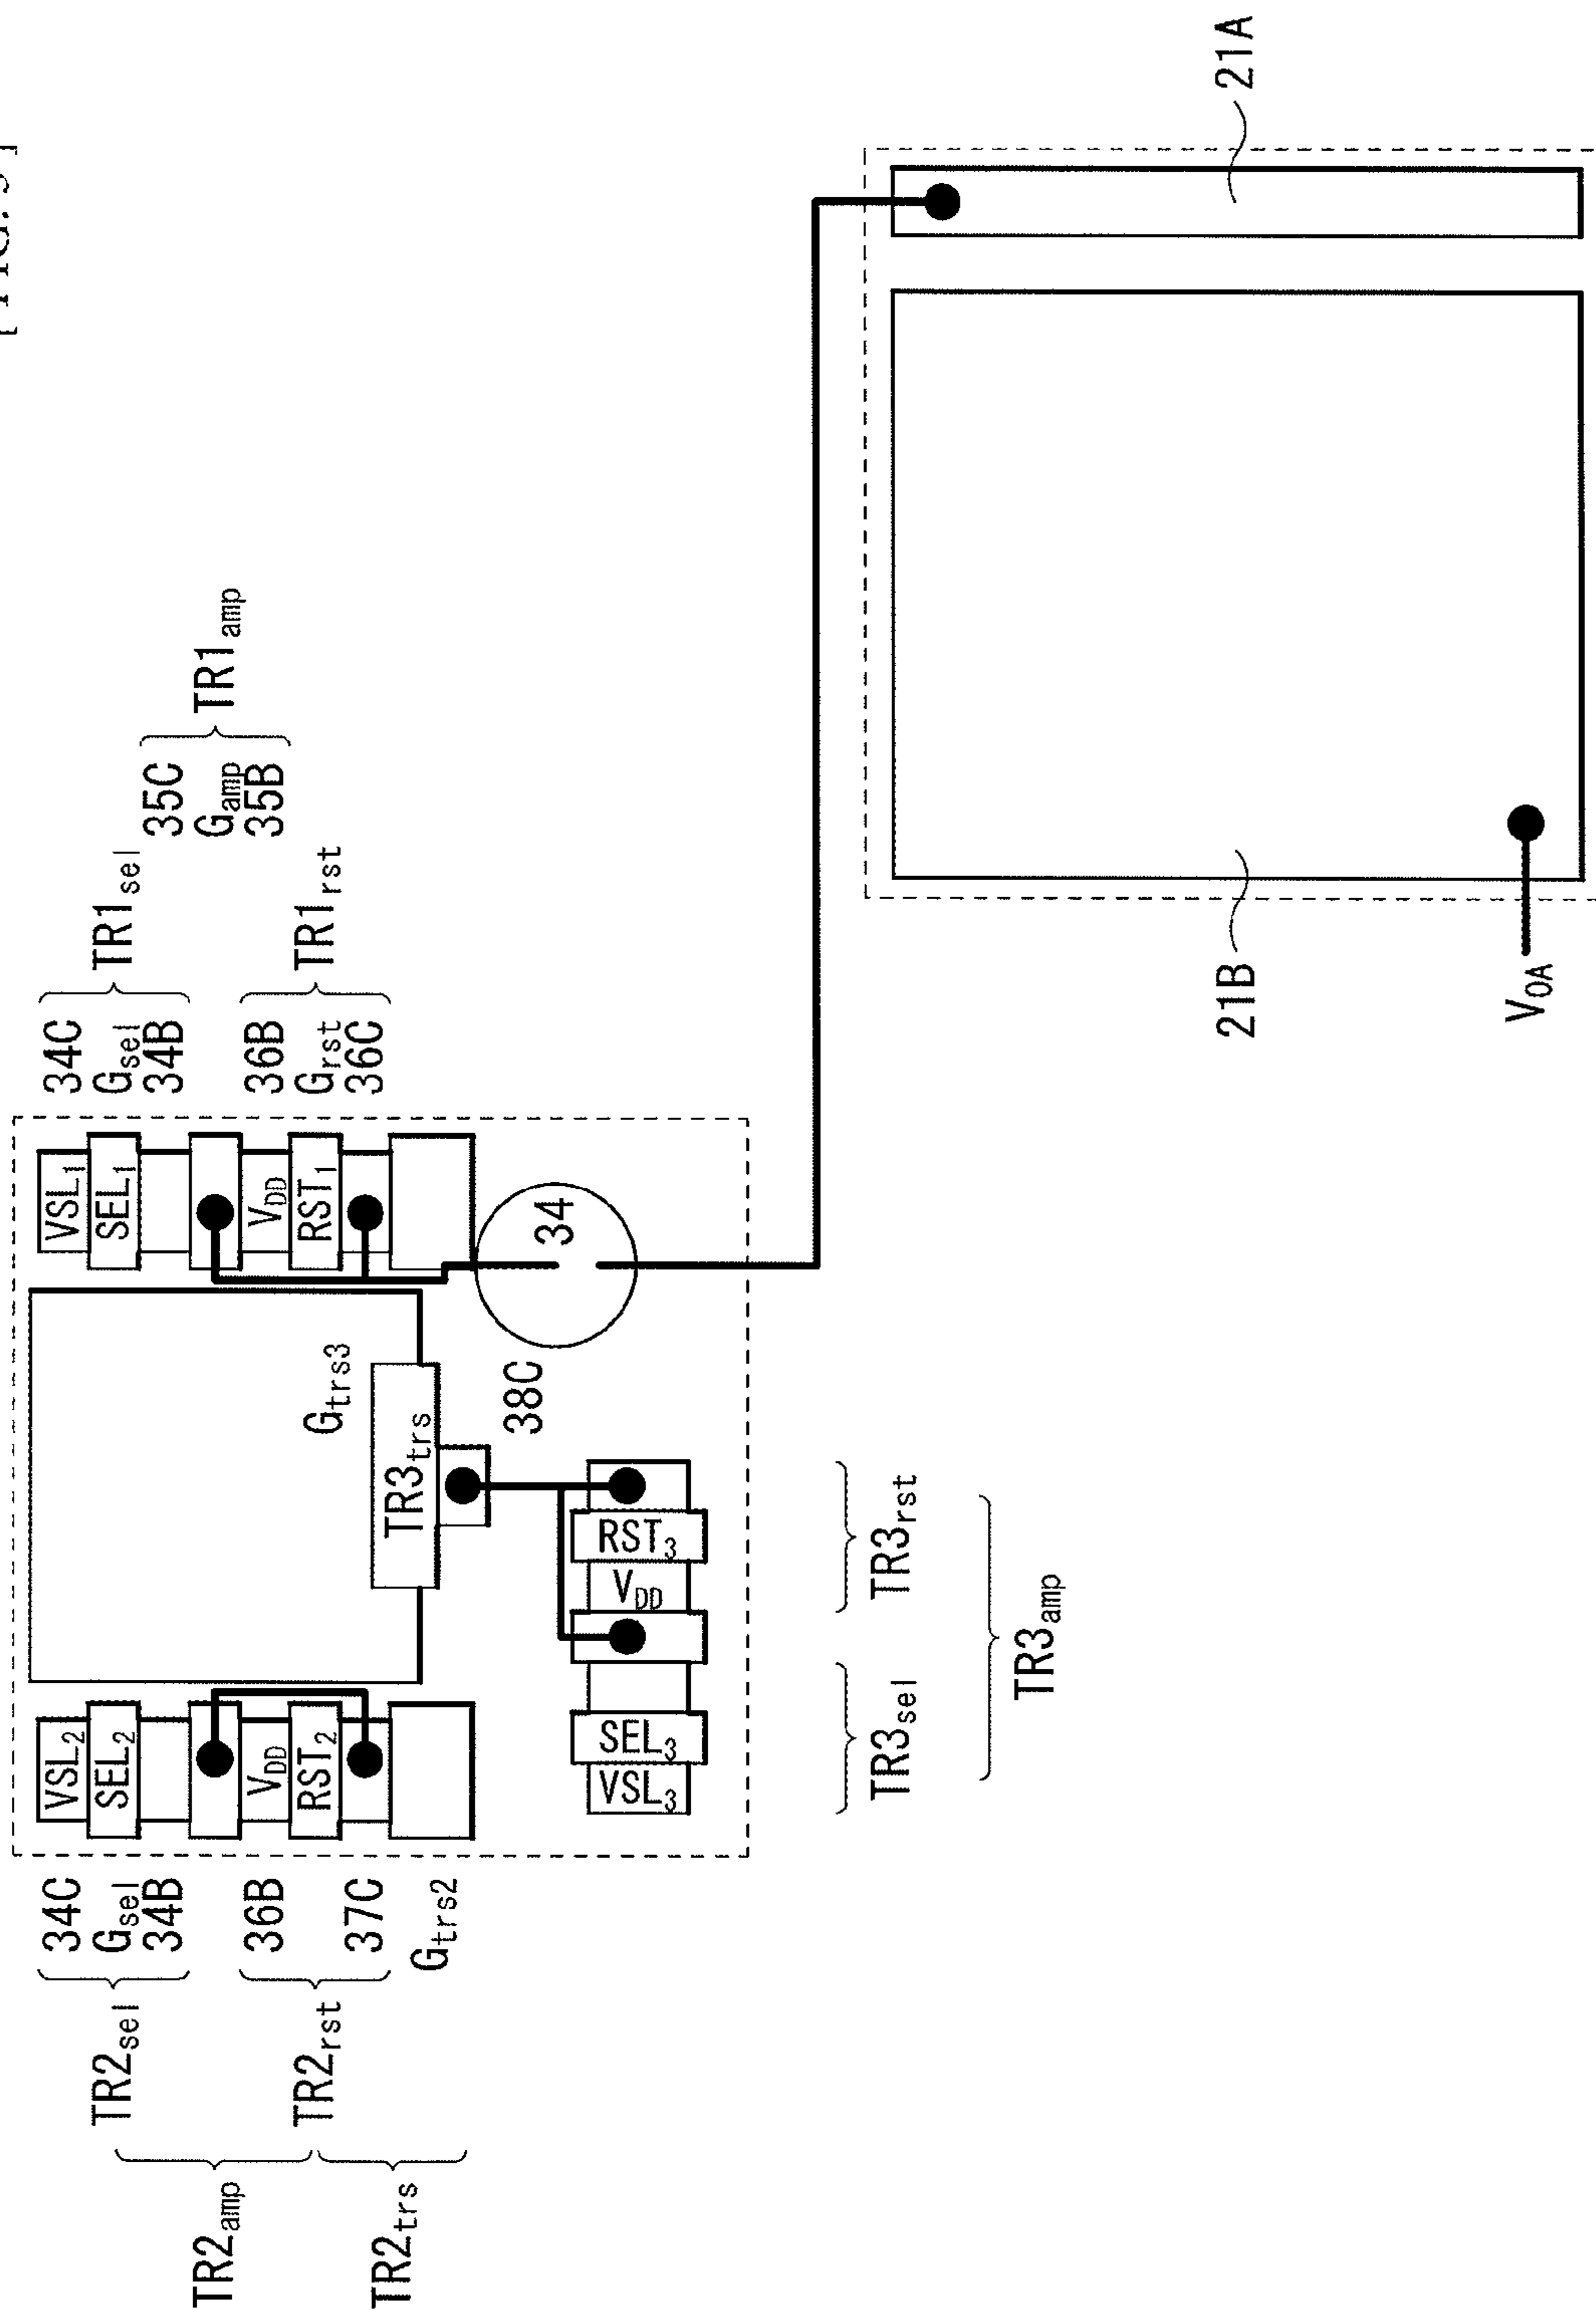 [ FIG.
TR2amp
TR2trs
TR2sel
TR2rst
34C
Gsel
34B
36B
37C
Gtrs2
VSL2
SEL2
VDD
RST2
Gtrs3
TR3trs
38C
VSL1
SEL1
VDD
RST1
34
34C
Gsel
34B
TR1sel
36B
Grst
36C
TR1rst
35C
Gamp
35B
TR1amp
RST3
VDD
SEL3
VSL3
TR3sel
TR3rst
TR3amp
21B
VOA
21A